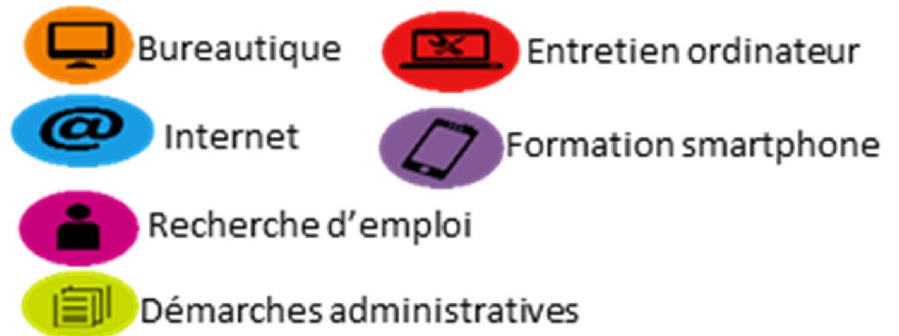 Bureautique
Entretien ordinateur
@ Internet
Formation smartphone
Recherche d'emploi
Démarches administratives